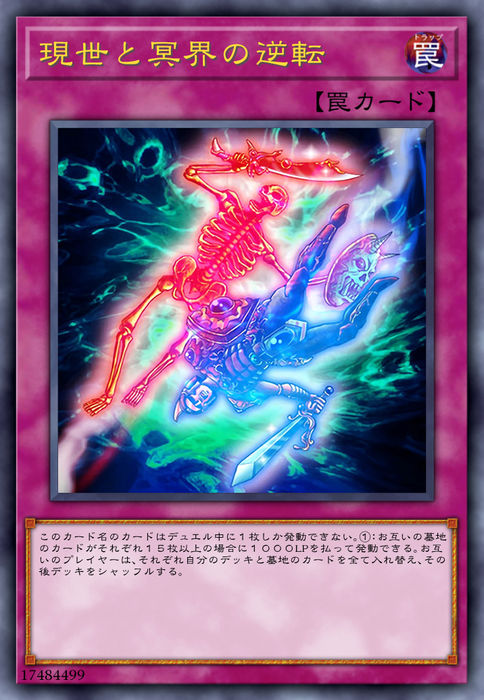 現世と冥界の逆転
トラップ
罠
【罠カード】
このカード名のカードはデュエル中に1枚しか発動できない。①：お互いの墓地
のカードがそれぞれ15枚以上の場合に1000LPを払って発動できる。お互
いのプレイヤーは、それぞれ自分のデッキと墓地のカードを全て入れ替え、その
後デッキをシャッフルする。
17484499